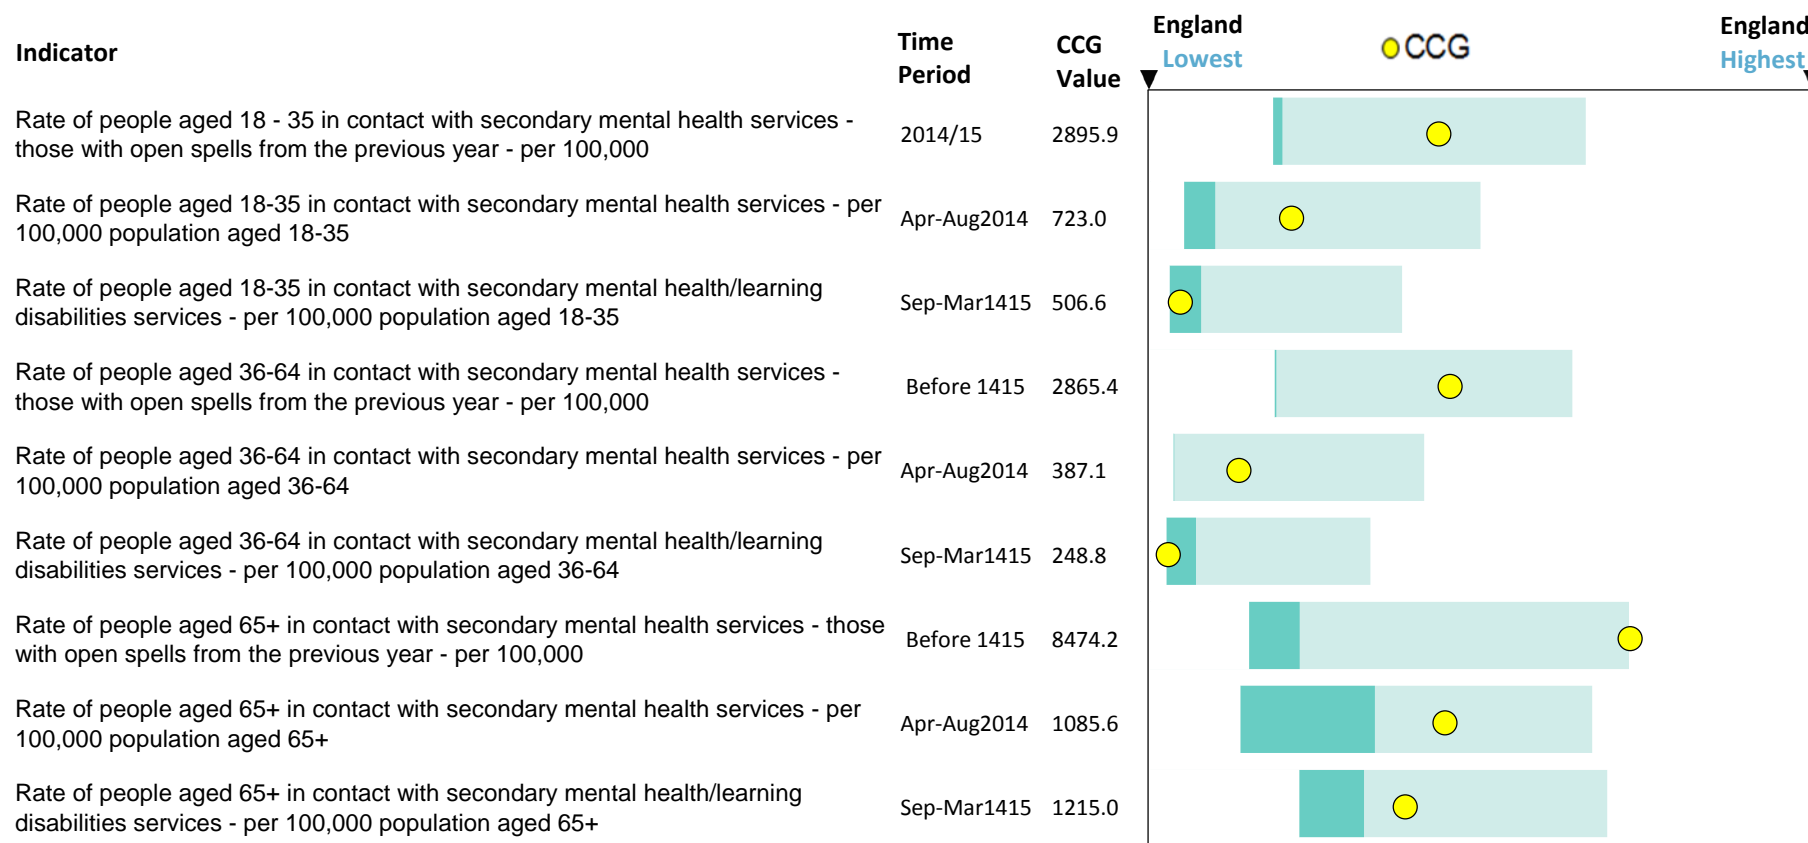 Indicator
Time
Period
CCG
Value
England
Lowest
CCG
England
Highest
Rate of people aged 18 - 35 in contact with secondary mental health services -
those with open spells from the previous year - per 100,000
2014/15
2895.9
Rate of people aged 18-35 in contact with secondary mental health services - per
100,000 population aged 18-35
Apr-Aug2014
723.0
Rate of people aged 18-35 in contact with secondary mental health/learning
disabilities services - per 100,000 population aged 18-35
Sep-Mar1415
506.6
Rate of people aged 36-64 in contact with secondary mental health services -
those with open spells from the previous year - per 100,000
Before 1415
2865.4
Rate of people aged 36-64 in contact with secondary mental health services - per
100,000 population aged 36-64
Apr-Aug2014
387.1
Rate of people aged 36-64 in contact with secondary mental health/learning
disabilities services - per 100,000 population aged 36-64
Sep-Mar1415
248.8
Rate of people aged 65+ in contact with secondary mental health services - those
with open spells from the previous year - per 100,000
Before 1415
8474.2
Rate of people aged 65+ in contact with secondary mental health services - per
100,000 population aged 65+
Apr-Aug2014
1085.6
Rate of people aged 65+ in contact with secondary mental health/learning
disabilities services - per 100,000 population aged 65+
Sep-Mar1415
1215.0